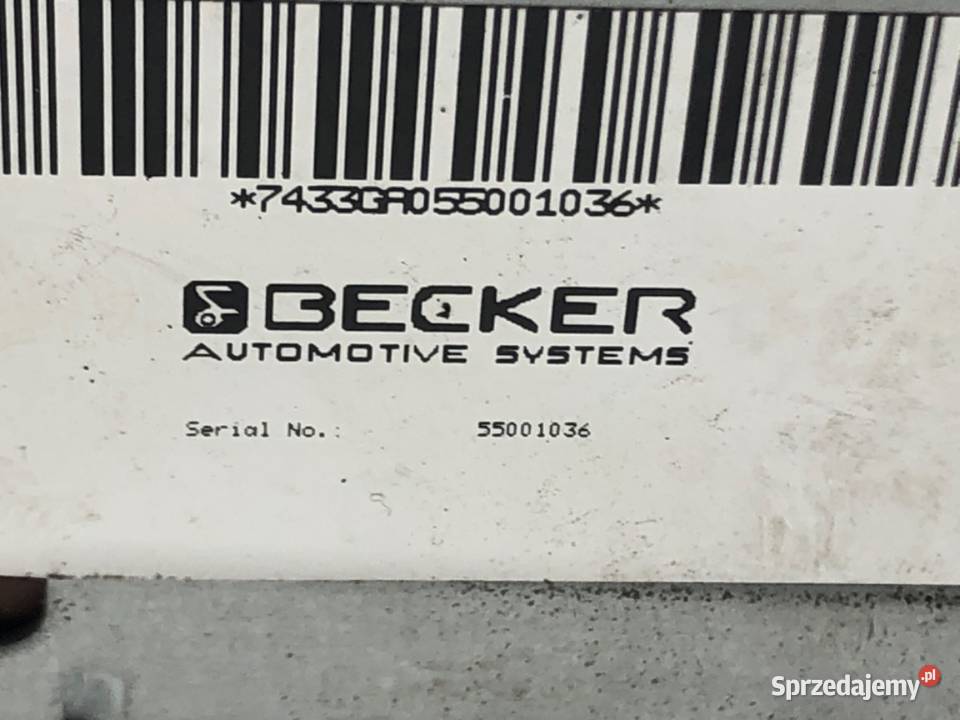 *7433GA055001036*
BECKER
AUTOMOTIVE SYSTEMS
Serial No.: 55001036
Sprzedajemy.pl